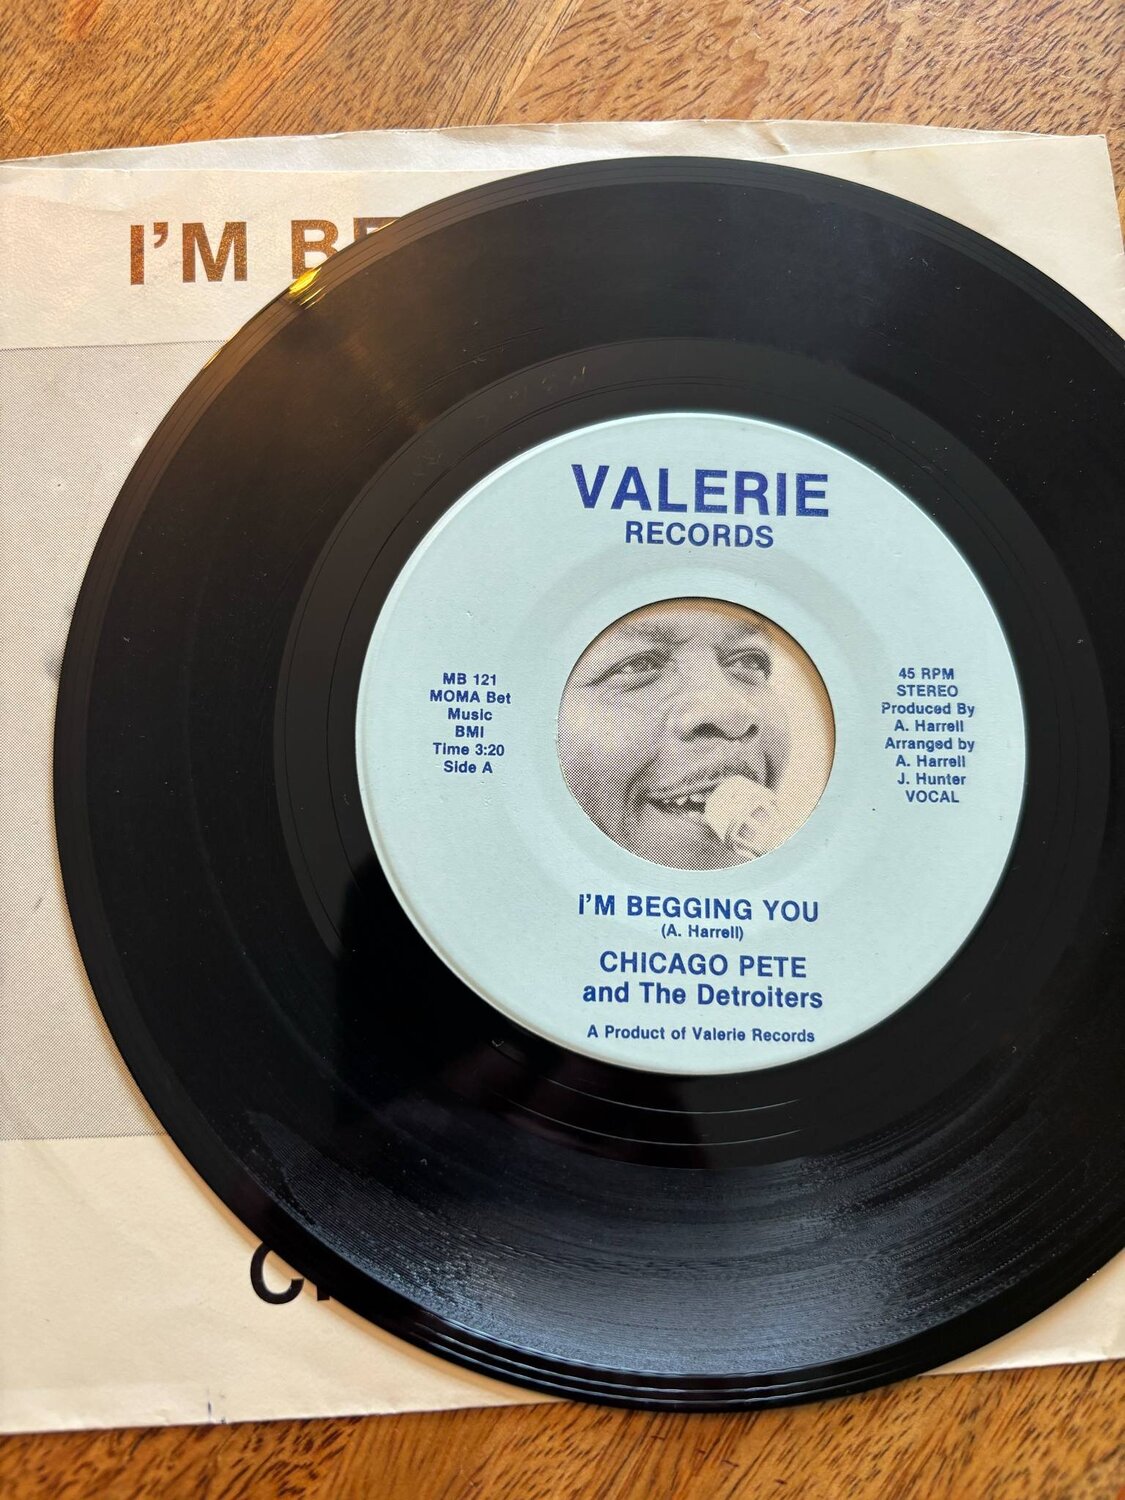 I'M BE
VALERIE
RECORDS
MB 121
MOMA Bet
Music
BMI
Time 3:20
Side A
45 RPM
STEREO
Produced By
A. Harrell
Arranged by
A. Harrell
J. Hunter
VOCAL
I'M BEGGING YOU
(A. Harrell)
CHICAGO PETE
and The Detroiters
A Product of Valerie Records